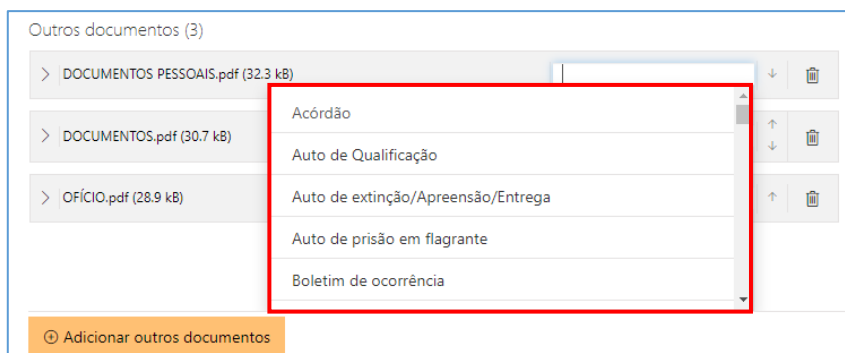 Outros documentos (3)
DOCUMENTOS PESSOAIS.pdf (32.3 kB)
Acórdão
DOCUMENTOS.pdf (30.7 kB)
Auto de Qualificação
OFÍCIO.pdf (28.9 kB)
Auto de extinção/Apreensão/Entrega
Auto de prisão em flagrante
Boletim de ocorrência
Adicionar outros documentos